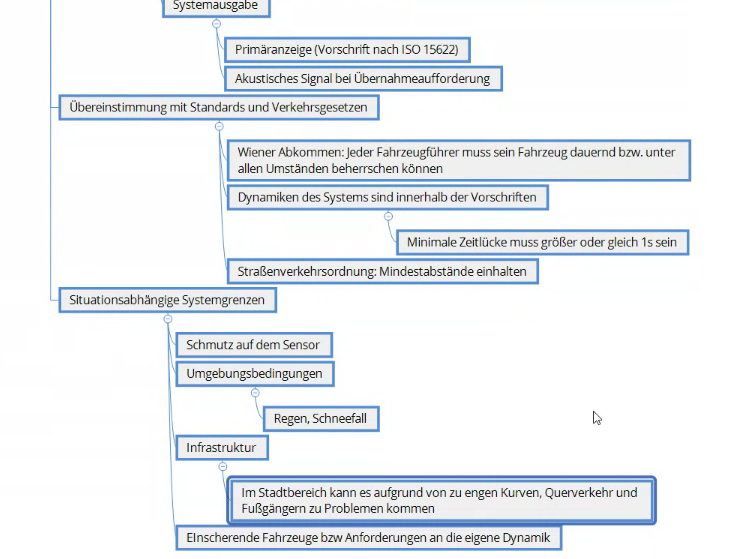 Systemausgabe
Primäranzeige (Vorschrift nach ISO 15622)
Akustisches Signal bei Übernahmeaufforderung
Übereinstimmung mit Standards und Verkehrsgesetzen
Wiener Abkommen: Jeder Fahrzeugführer muss sein Fahrzeug dauernd bzw. unter
allen Umständen beherrschen können
Dynamiken des Systems sind innerhalb der Vorschriften
Minimale Zeitlücke muss größer oder gleich 1s sein
Straßenverkehrsordnung: Mindestabstände einhalten
Situationsabhängige Systemgrenzen
Schmutz auf dem Sensor
Umgebungsbedingungen
Regen, Schneefall
Infrastruktur
Im Stadtbereich kann es aufgrund von zu engen Kurven, Querverkehr und
Fußgängern zu Problemen kommen
EInscherende Fahrzeuge bzw Anforderungen an die eigene Dynamik